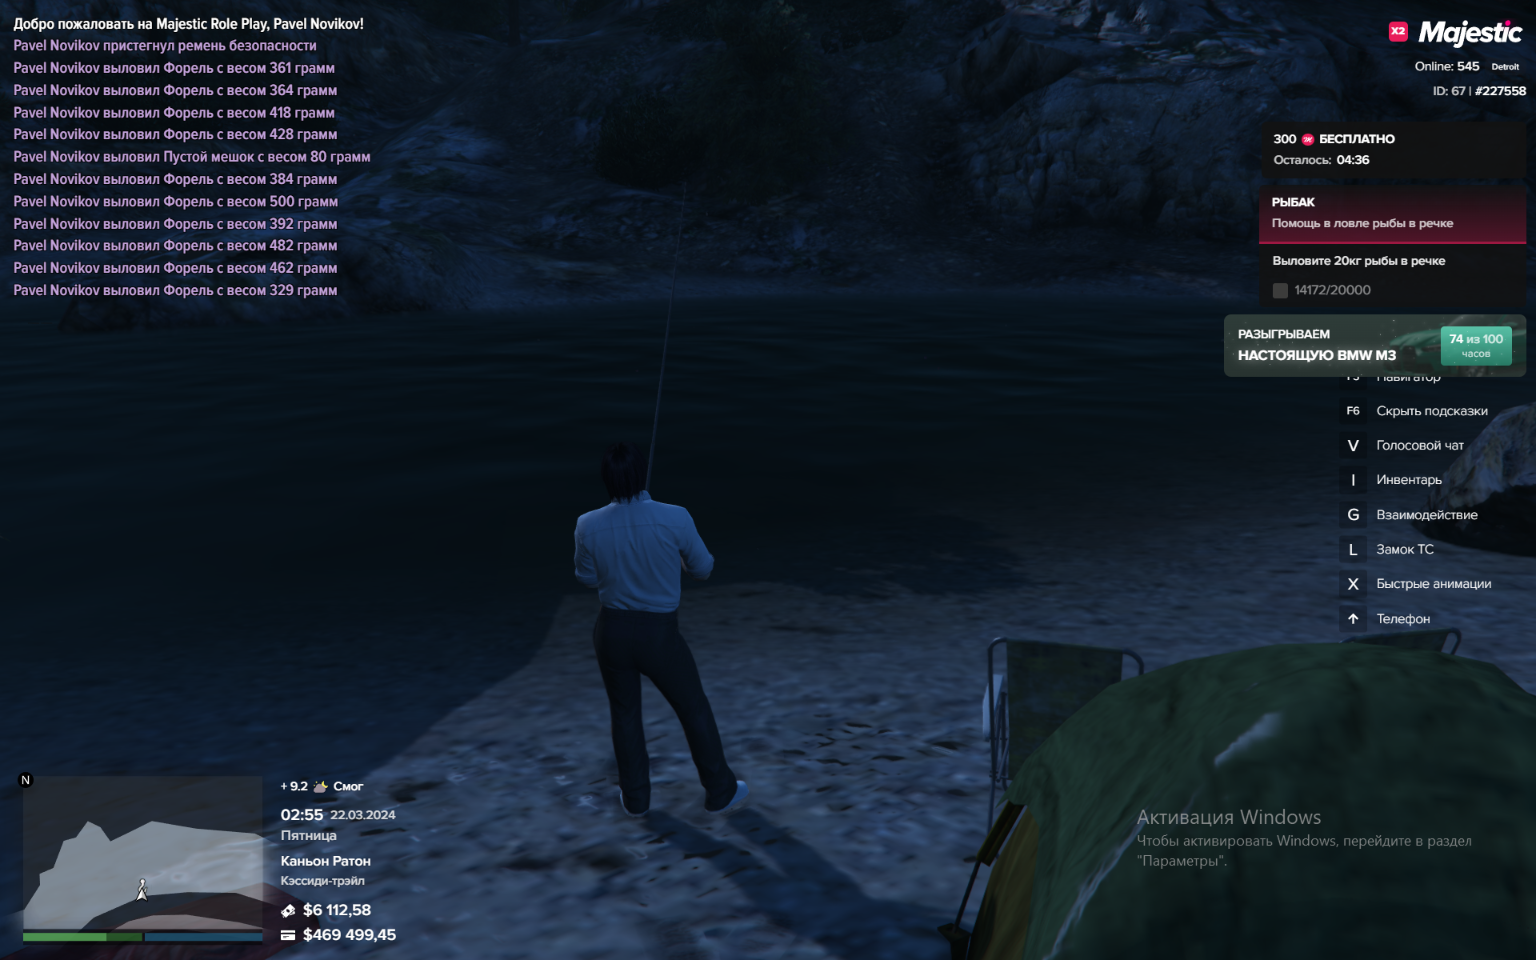 Добро пожаловать на Majestic Role Play, Pavel Novikov!
Pavel Novikov пристегнул ремень безопасности
Pavel Novikov выловил Форель с весом 361 грамм
Pavel Novikov выловил Форель с весом 364 грамм
Pavel Novikov выловил Форель с весом 418 грамм
Pavel Novikov выловил Форель с весом 428 грамм
Pavel Novikov выловил Пустой мешок с весом 80 грамм
Pavel Novikov выловил Форель с весом 384 грамм
Pavel Novikov выловил Форель с весом 500 грамм
Pavel Novikov выловил Форель с весом 392 грамм
Pavel Novikov выловил Форель с весом 482 грамм
Pavel Novikov выловил Форель с весом 462 грамм
Pavel Novikov выловил Форель с весом 329 грамм
X2 Majestic
Online: 545 Detroit
ID: 67 | #227558
300 БЕСПЛАТНО
Осталось: 04:36
РЫБАК
Помощь в ловле рыбы в речке
Выловите 20кг рыбы в речке
14172/20000
РАЗЫГРЫВАЕМ
НАСТОЯЩУЮ BMW M3
74 из 100
часов
Навигатор
F6 Скрыть подсказки
V Голосовой чат
I Инвентарь
G Взаимодействие
L Замок ТС
X Быстрые анимации
↑ Телефон
N
+ 9.2 Смог
02:55 22.03.2024
Пятница
Каньон Ратон
Кэссиди-трэйл
$6 112,58
$469 499,45
Активация Windows
Чтобы активировать Windows, перейдите в раздел
"Параметры".